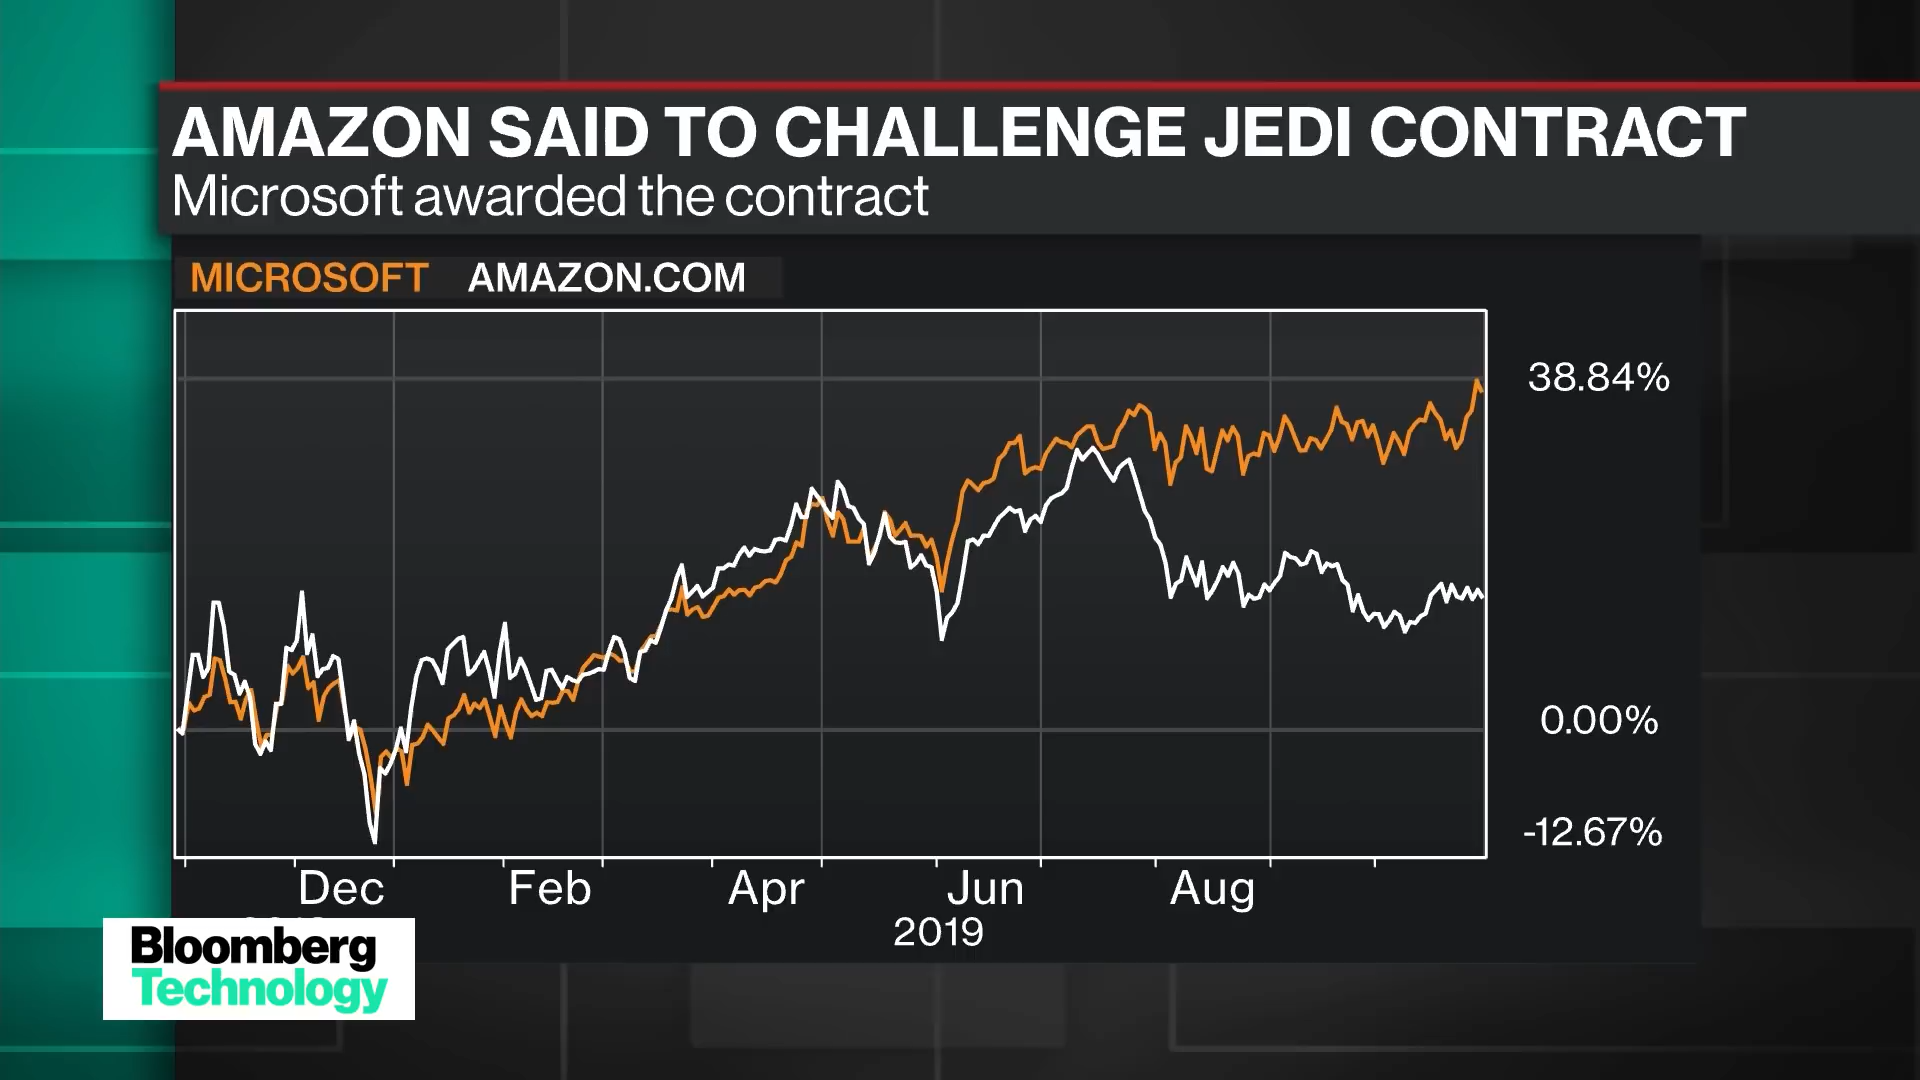 AMAZON SAID TO CHALLENGE JEDI CONTRACT
Microsoft awarded the contract
MICROSOFT AMAZON.COM
38.84%
0.00%
-12.67%
Dec Feb Apr Jun Aug
2019
Bloomberg
Technology